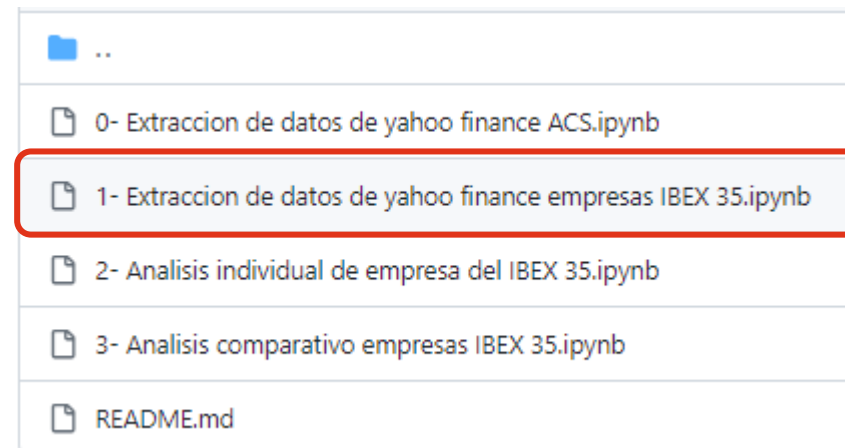 ..
0- Extraccion de datos de yahoo finance ACS.ipynb
1- Extraccion de datos de yahoo finance empresas IBEX 35.ipynb
2- Analisis individual de empresa del IBEX 35.ipynb
3- Analisis comparativo empresas IBEX 35.ipynb
README.md